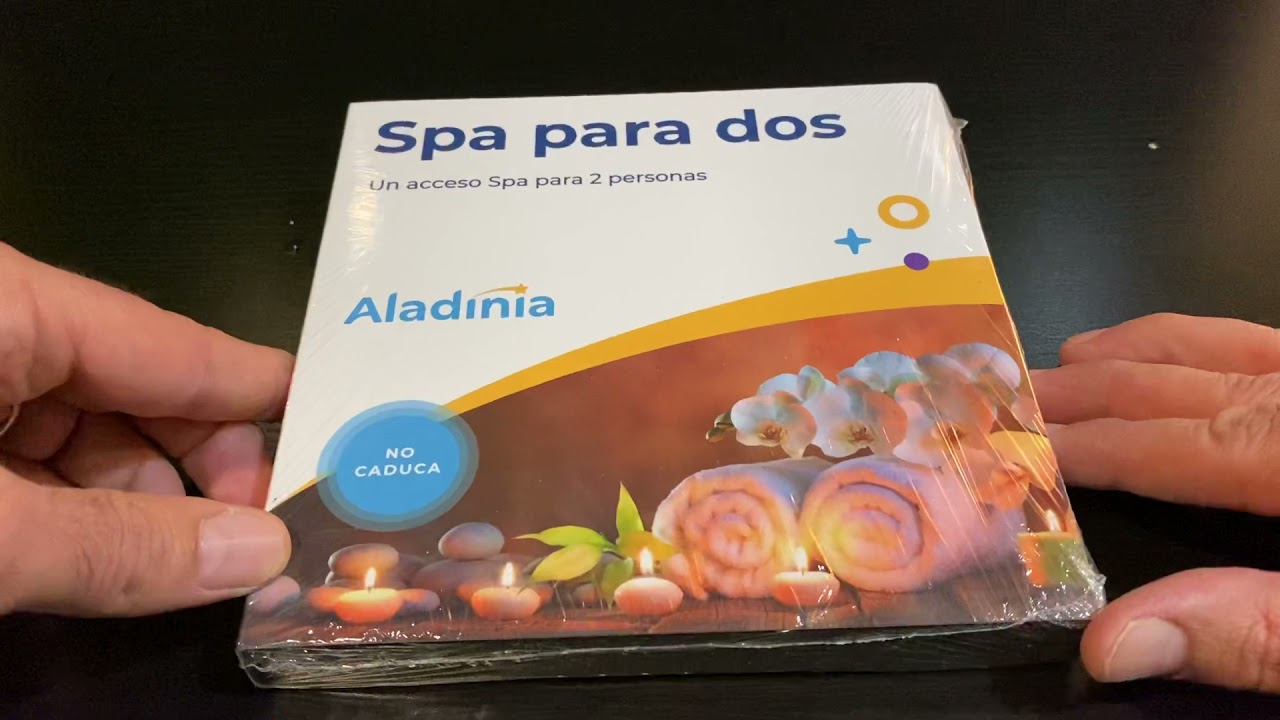 Spa para dos
Un acceso Spa para 2 personas
Aladinia
NO
CADUCA